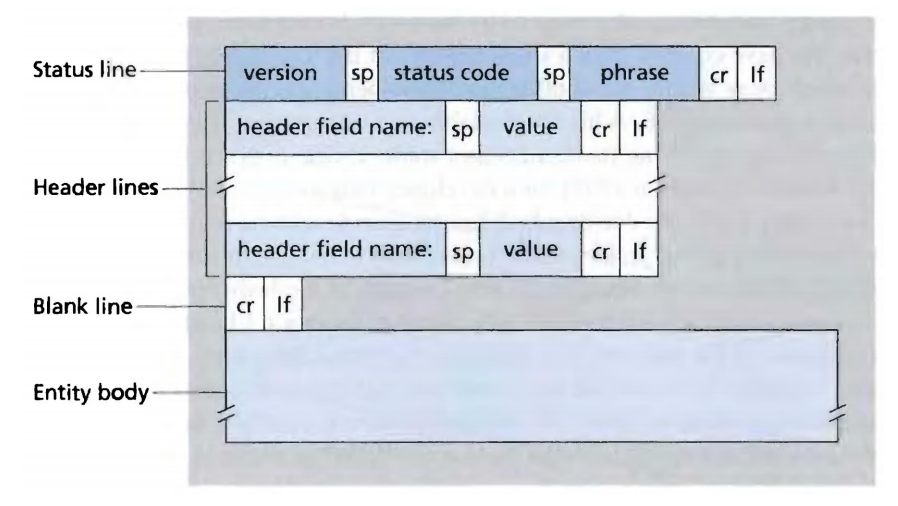 Status line version sp status code sp phrase cr lf
header field name: sp value cr lf
Header lines
header field name: sp value cr lf
Blank line cr lf
Entity body